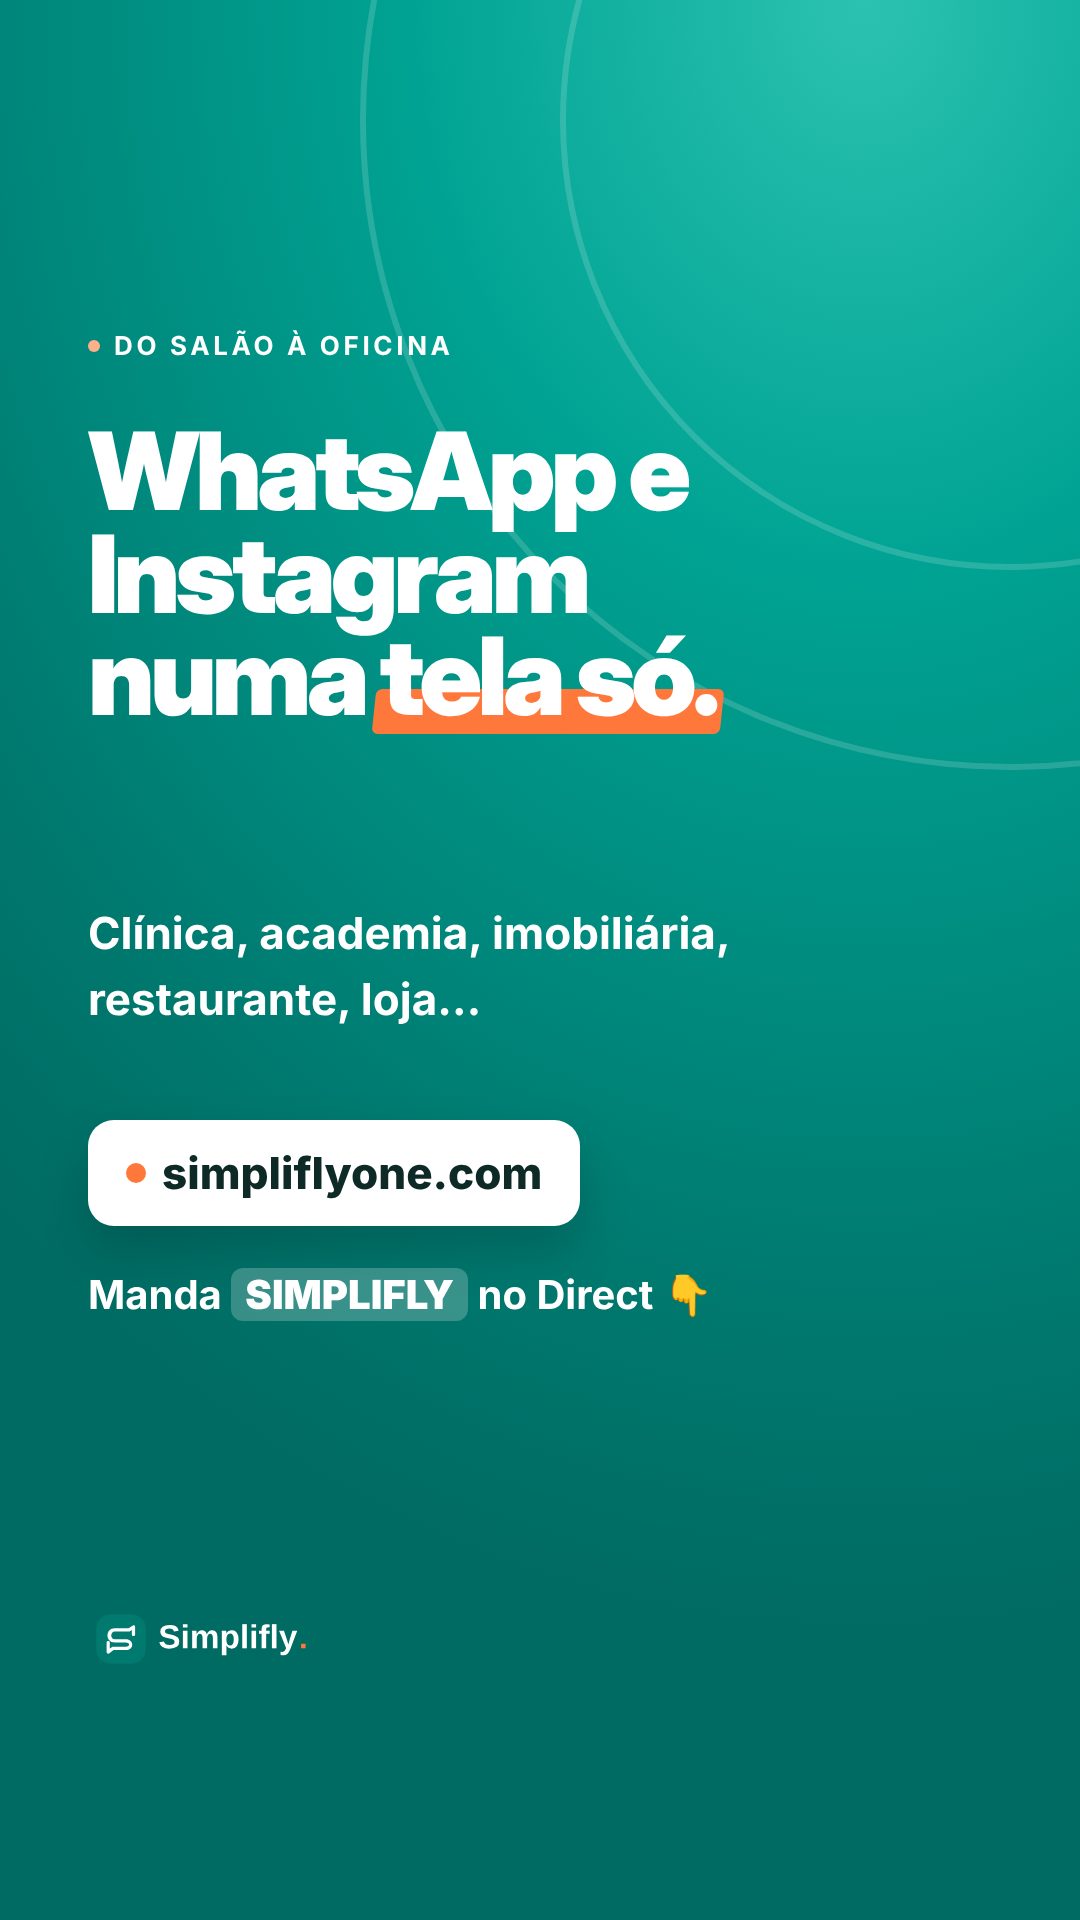 DO SALÃO À OFICINA
WhatsApp e
Instagram
numa tela só.
Clínica, academia, imobiliária,
restaurante, loja...
simpliflyone.com
Manda SIMPLIFLY no Direct 👇
Simplifly.